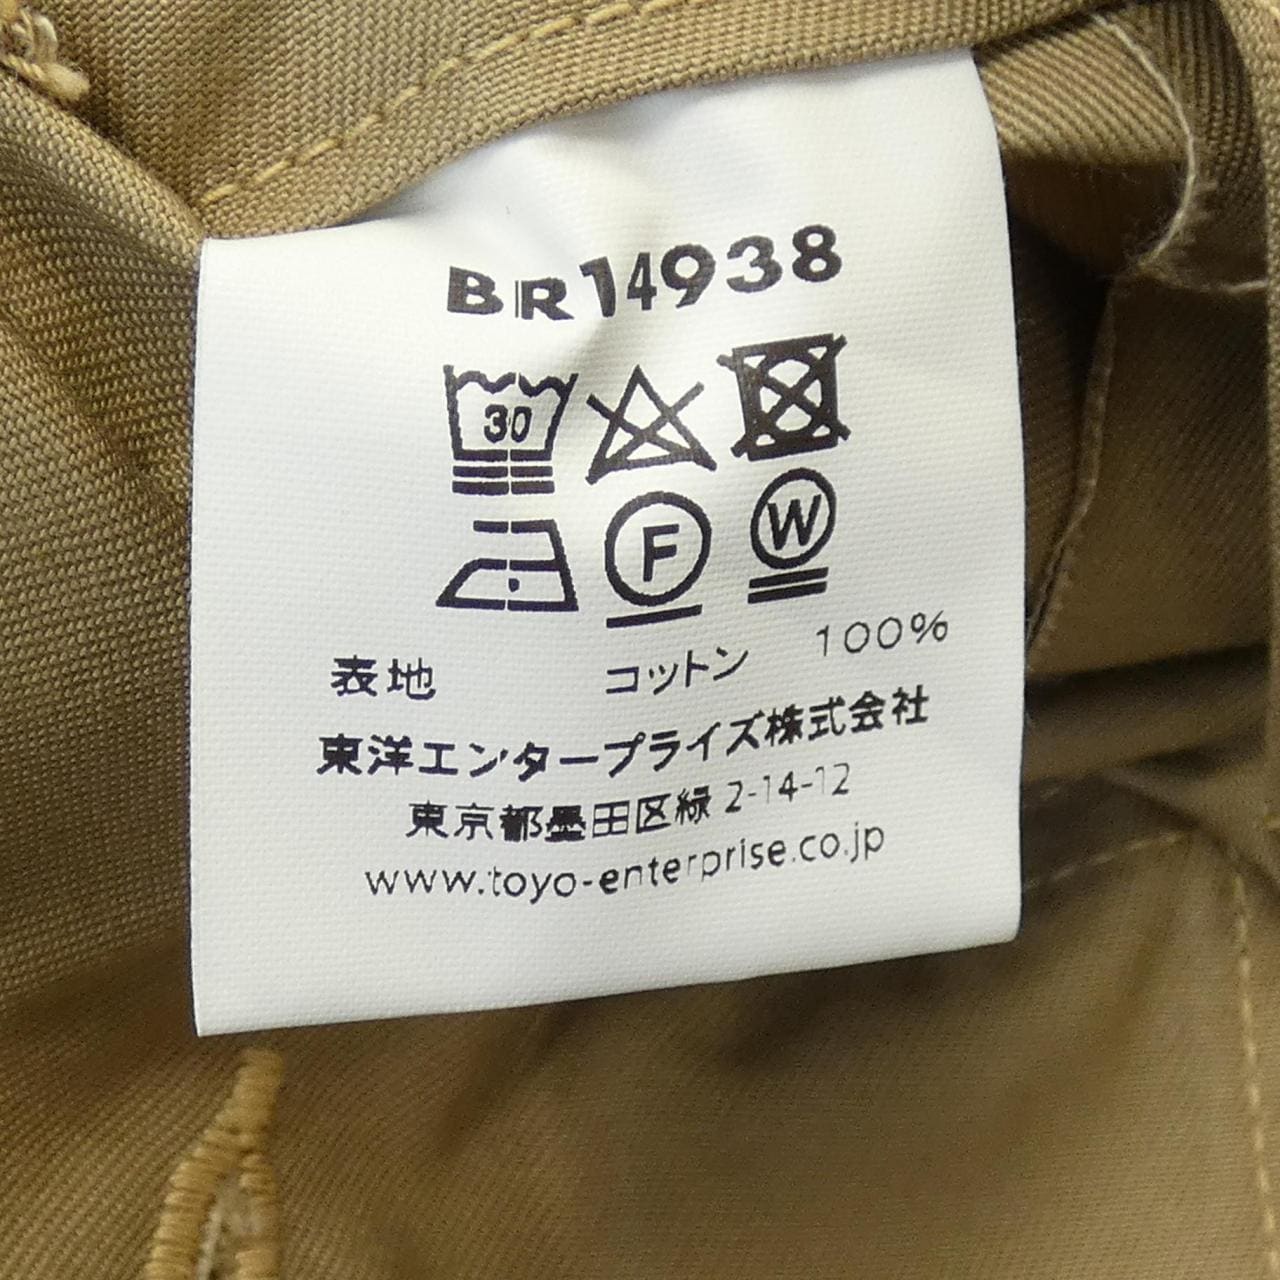 BR14938
30
F W
表地 コットン 100%
東洋エンタープライズ株式会社
東京都墨田区緑 2-14-12
www.toyo-enterprise.co.jp